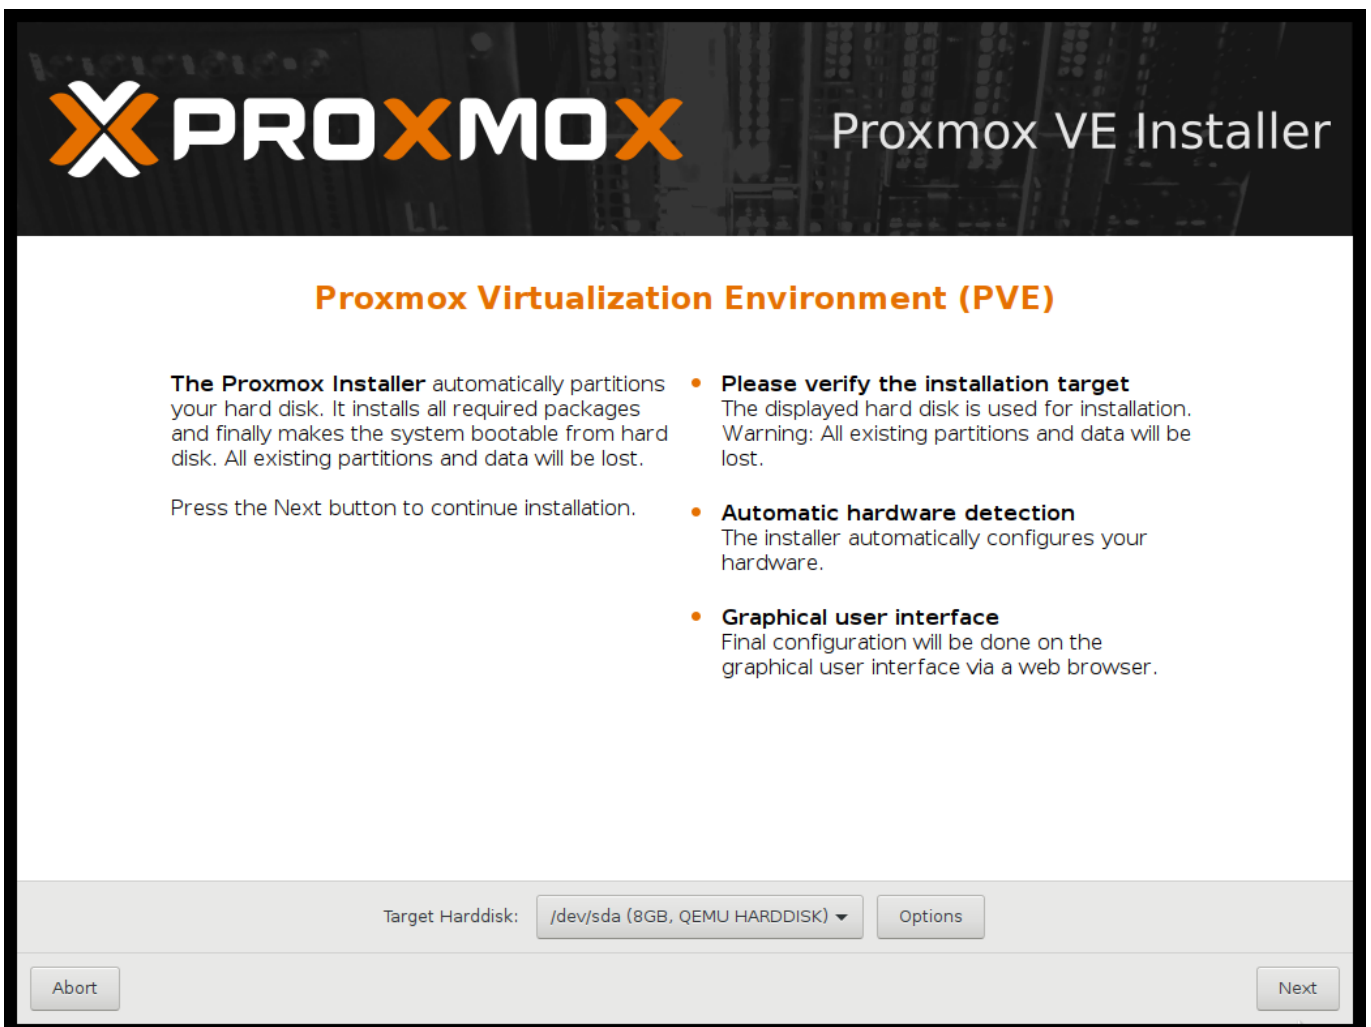 PROXMOX
Proxmox VE Installer
Proxmox Virtualization Environment (PVE)
The Proxmox Installer automatically partitions
your hard disk. It installs all required packages
and finally makes the system bootable from hard
disk. All existing partitions and data will be lost.
Press the Next button to continue installation.
Please verify the installation target
The displayed hard disk is used for installation.
Warning: All existing partitions and data will be
lost.
Automatic hardware detection
The installer automatically configures your
hardware.
Graphical user interface
Final configuration will be done on the
graphical user interface via a web browser.
Target Harddisk: /dev/sda (8GB, QEMU HARDDISK) Options
Abort Next